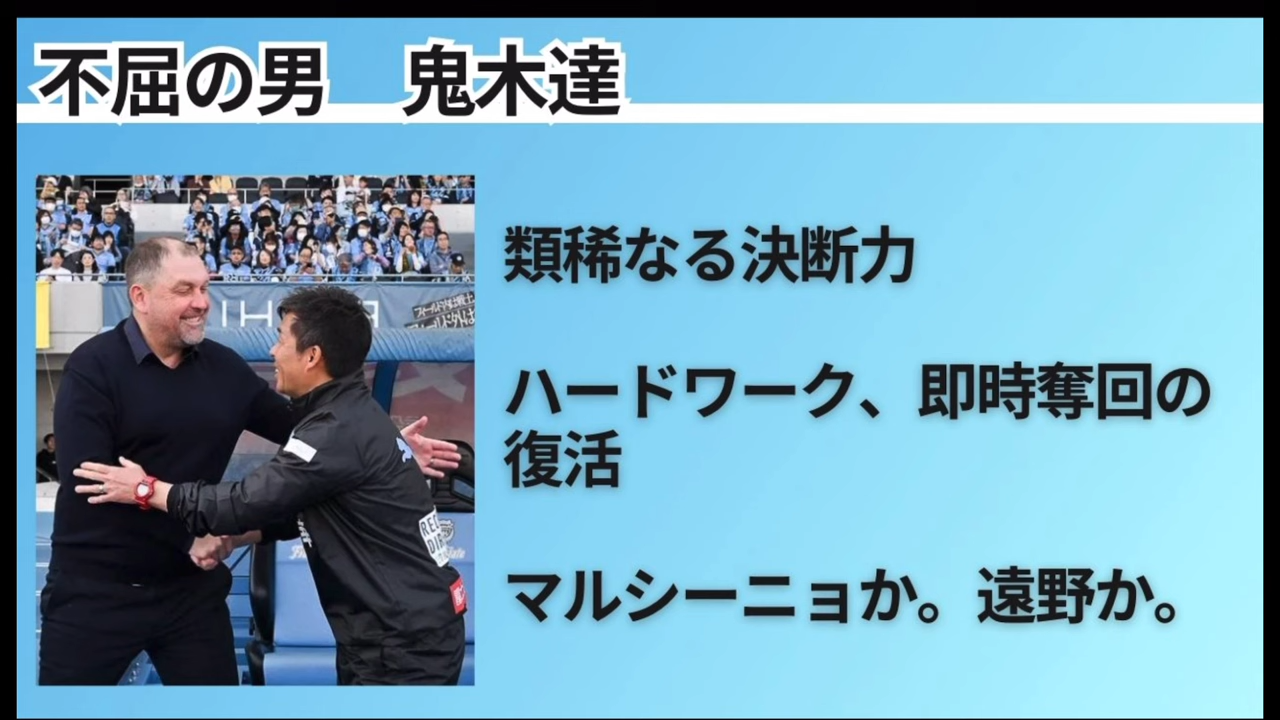 不屈の男　鬼木達
類稀なる決断力
ハードワーク、即時奪回の
復活
マルシーニョか。遠野か。